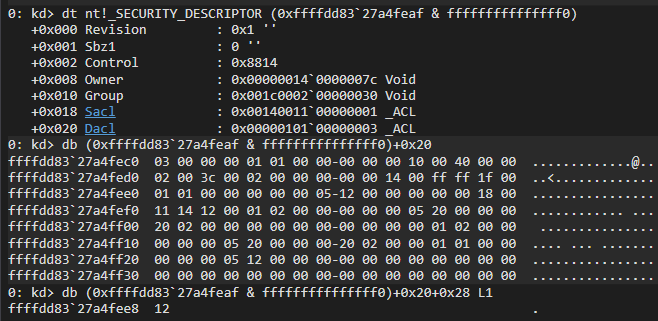 0: kd> dt nt!_SECURITY_DESCRIPTOR (0xffffdd83`27a4feaf & fffffffffffffff0)
   +0x000 Revision         : 0x1 ''
   +0x001 Sbz1             : 0 ''
   +0x002 Control          : 0x8814
   +0x008 Owner            : 0x00000014`0000007c Void
   +0x010 Group            : 0x001c0002`00000030 Void
   +0x018 Sacl             : 0x00140011`00000001 _ACL
   +0x020 Dacl             : 0x00000101`00000003 _ACL
0: kd> db (0xffffdd83`27a4feaf & fffffffffffffff0)+0x20
ffffdd83`27a4fec0  03 00 00 00 01 01 00 00-00 00 00 10 00 40 00 00  .............@..
ffffdd83`27a4fed0  02 00 3c 00 02 00 00 00-00 00 14 00 ff ff 1f 00  ..<.............
ffffdd83`27a4fee0  01 01 00 00 00 00 00 05-12 00 00 00 00 00 18 00  ................
ffffdd83`27a4fef0  11 14 12 00 01 02 00 00-00 00 00 05 20 00 00 00  ............ ...
ffffdd83`27a4ff00  20 02 00 00 00 00 00 00-00 00 00 00 01 02 00 00   ...............
ffffdd83`27a4ff10  00 00 00 05 20 00 00 00-20 02 00 00 01 01 00 00  .... ... .......
ffffdd83`27a4ff20  00 00 00 05 12 00 00 00-00 00 00 00 00 00 00 00  ................
ffffdd83`27a4ff30  00 00 00 00 00 00 00 00-00 00 00 00 00 00 00 00  ................
0: kd> db (0xffffdd83`27a4feaf & fffffffffffffff0)+0x20+0x28 L1
ffffdd83`27a4fee8  12                                               .